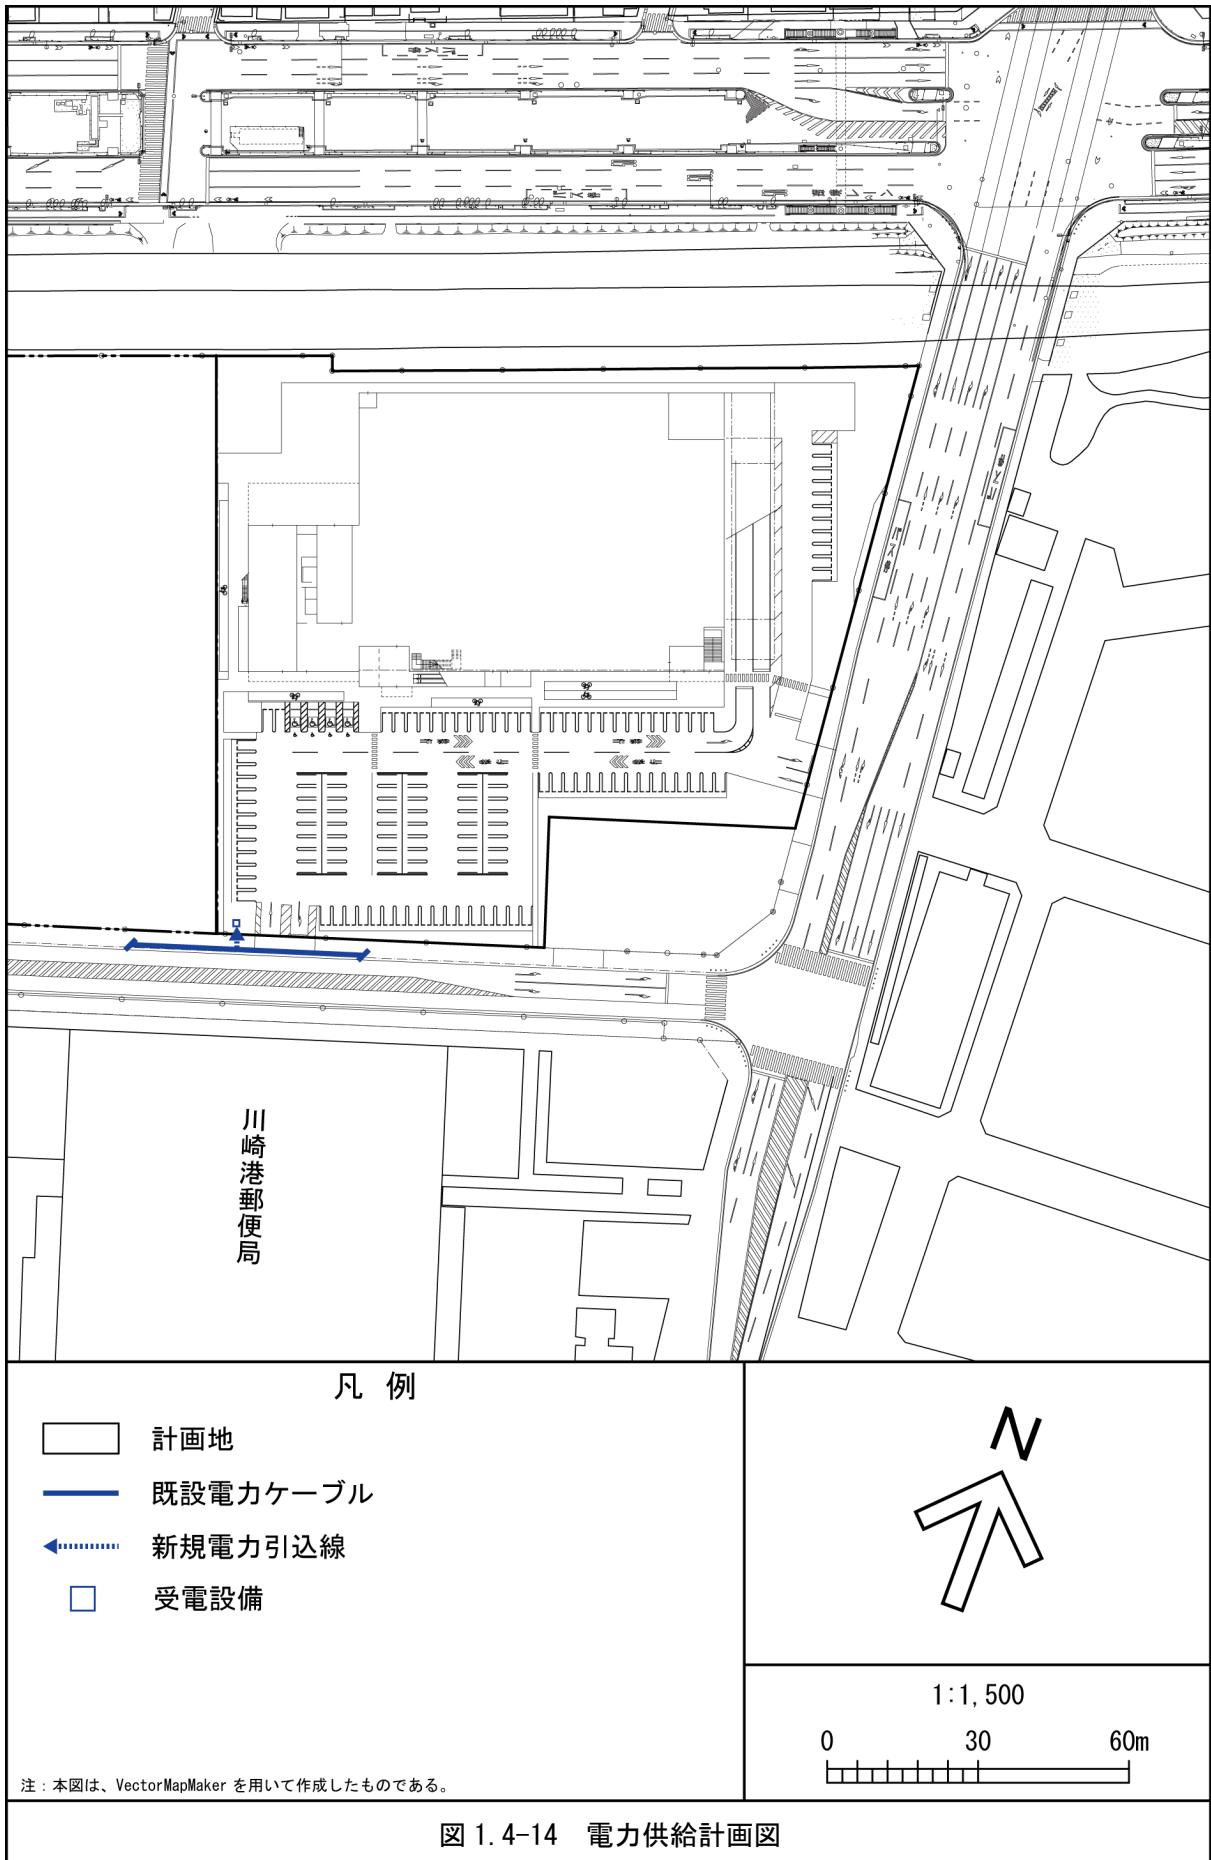 川崎港郵便局
凡 例
計画地
既設電力ケーブル
新規電力引込線
受電設備
注：本図は、VectorMapMaker を用いて作成したものである。
N
1:1,500
0 30 60m
図 1.4-14 電力供給計画図